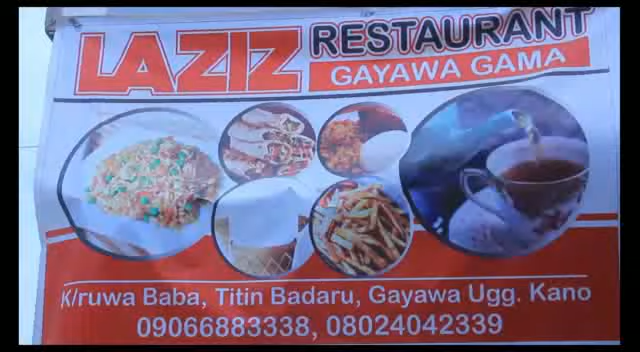 LAZIZ RESTAURANT
GAYAWA GAMA
K/ruwa Baba, Titin Badaru, Gayawa Ugg. Kano
09066883338, 08024042339